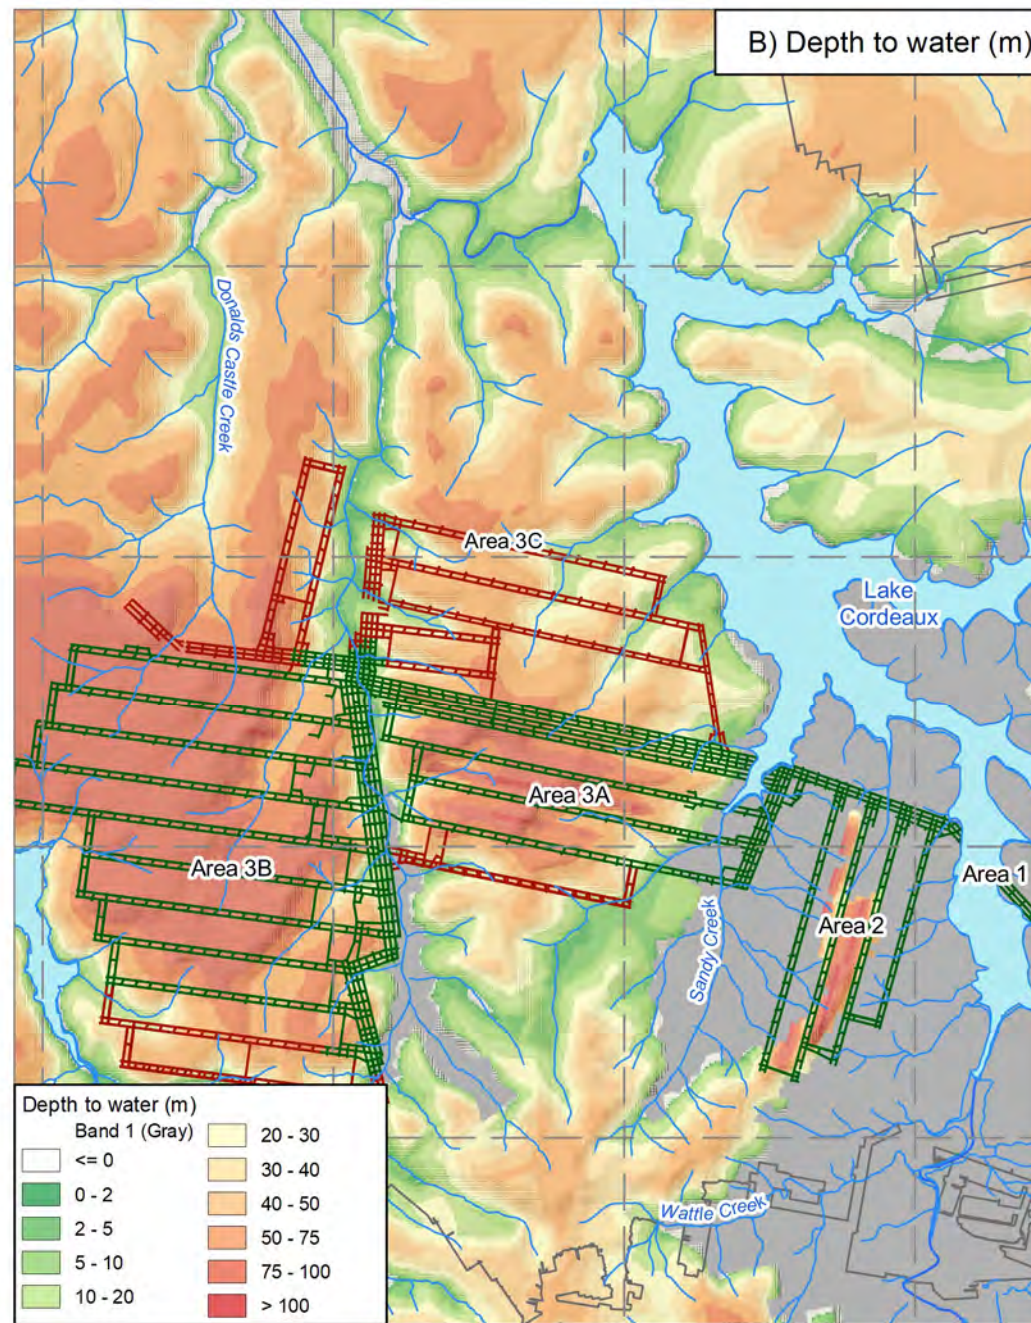 B) Depth to water (m)
Donalds Castle Creek
Area 3C
Lake
Cordeaux
Area 3A
Area 3B
Area 1
Area 2
Sandy Creek
Wattle Creek
Depth to water (m)
Band 1 (Gray)
<= 0
0 - 2
2 - 5
5 - 10
10 - 20
20 - 30
30 - 40
40 - 50
50 - 75
75 - 100
> 100